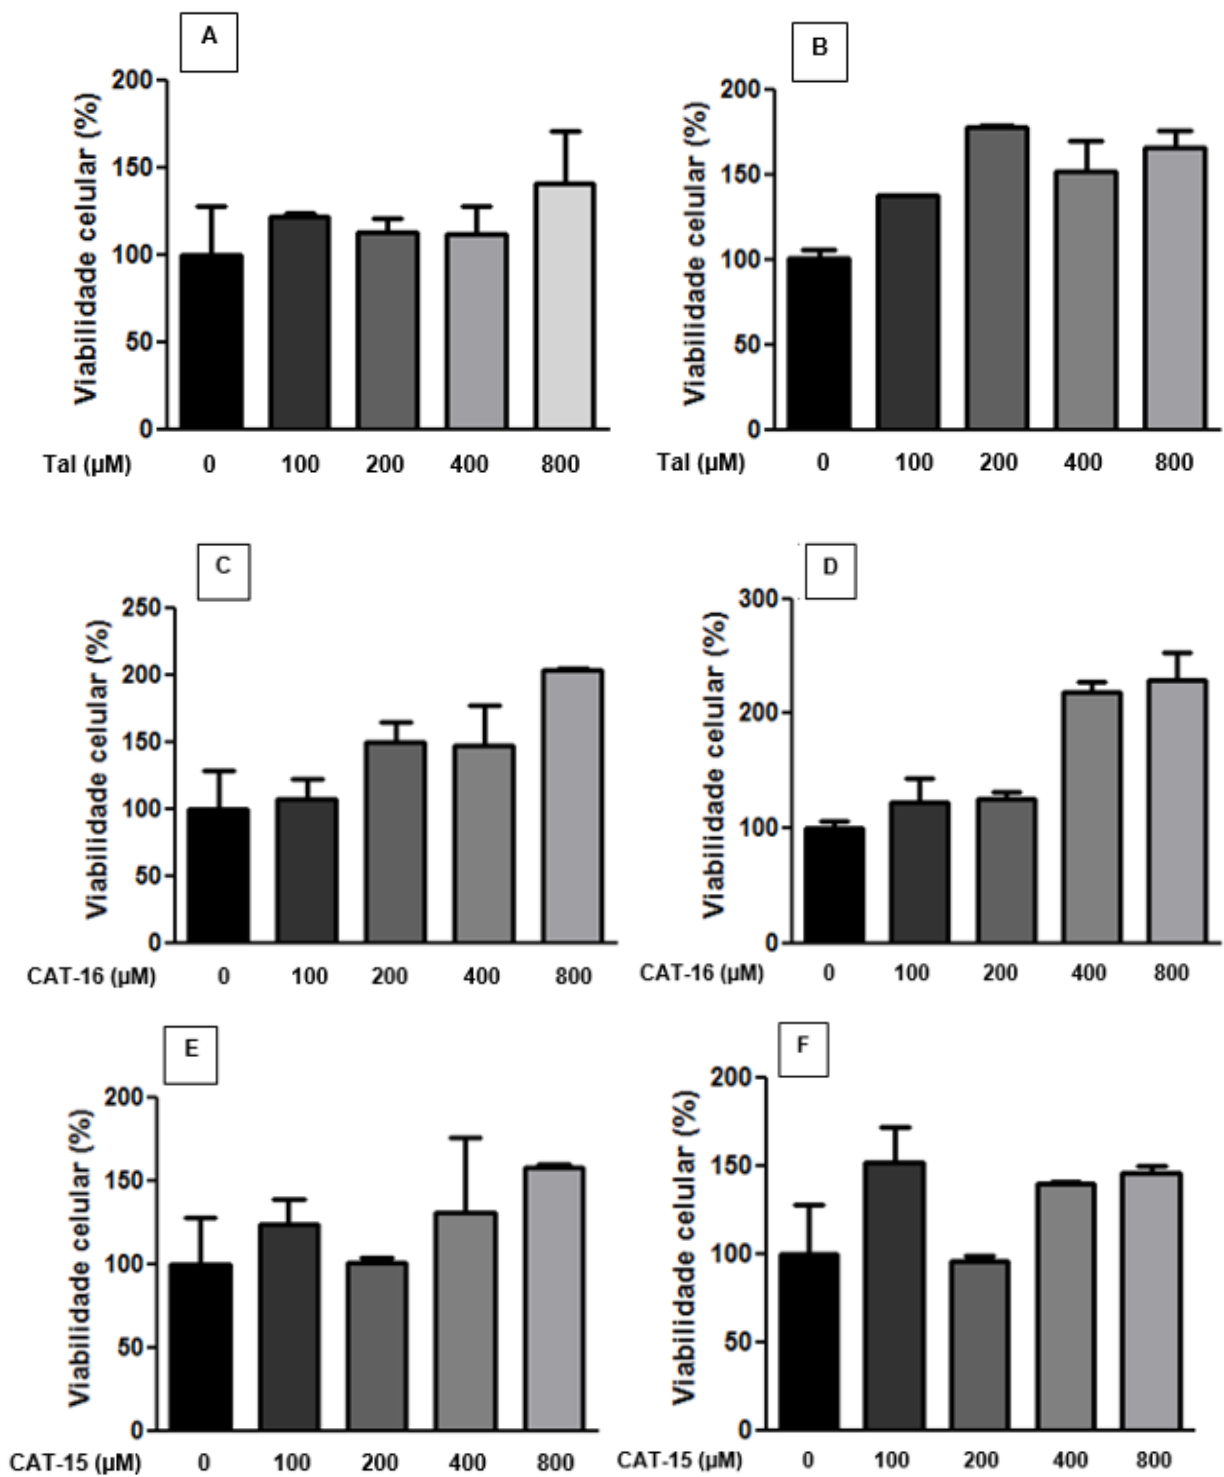 A
Viabilidade celular (%)
200
150
100
50
0
Tal (µM) 0 100 200 400 800
B
Viabilidade celular (%)
200
150
100
50
0
Tal (µM) 0 100 200 400 800
C
Viabilidade celular (%)
250
200
150
100
50
0
CAT-16 (µM) 0 100 200 400 800
D
Viabilidade celular (%)
300
200
100
0
CAT-16 (µM) 0 100 200 400 800
E
Viabilidade celular (%)
200
150
100
50
0
CAT-15 (µM) 0 100 200 400 800
F
Viabilidade celular (%)
200
150
100
50
0
CAT-15 (µM) 0 100 200 400 800